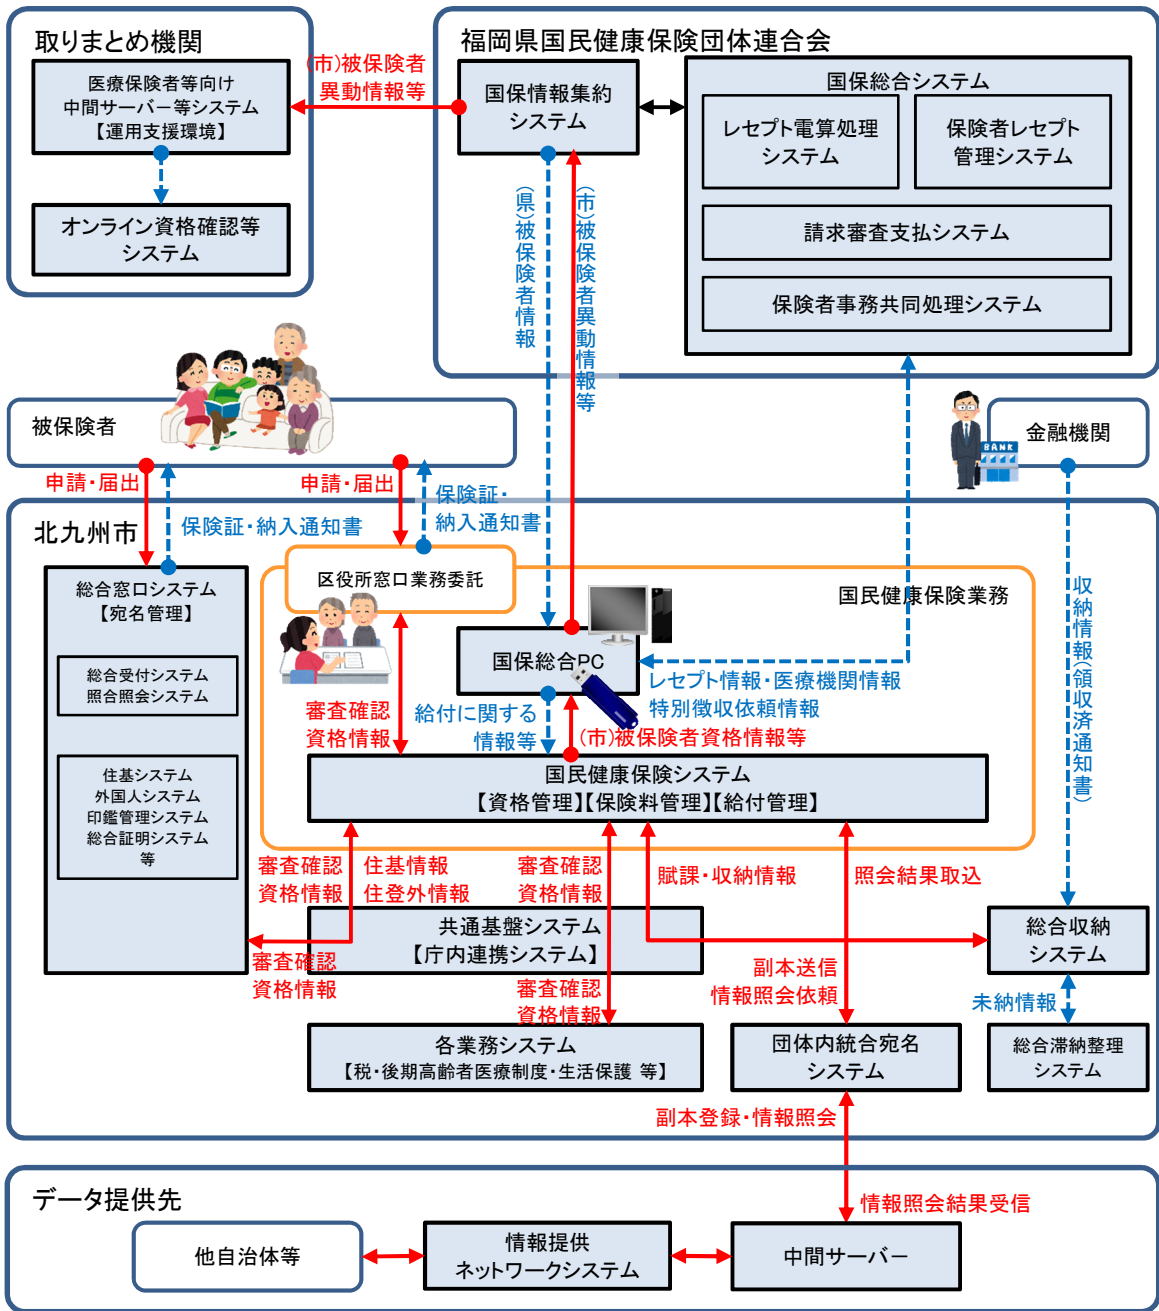 取りまとめ機関
医療保険者等向け
中間サーバー等システム
【運用支援環境】
オンライン資格確認等
システム
(市)被保険者
異動情報等
福岡県国民健康保険団体連合会
国保情報集約
システム
国保総合システム
レセプト電算処理
システム
保険者レセプト
管理システム
請求審査支払システム
保険者事務共同処理システム
(県)被保険者情報
(市)被保険者異動情報等
被保険者
金融機関
BANK
申請・届出
保険証・納入通知書
申請・届出
保険証・
納入通知書
北九州市
総合窓口システム
【宛名管理】
総合受付システム
照合照会システム
住基システム
外国人システム
印鑑管理システム
総合証明システム
等
区役所窓口業務委託
国民健康保険業務
国保総合PC
レセプト情報・医療機関情報
特別徴収依頼情報
審査確認
資格情報
給付に関する
情報等
(市)被保険者資格情報等
国民健康保険システム
【資格管理】【保険料管理】【給付管理】
収納情報(領収済通知書)
審査確認
資格情報
住基情報
住登外情報
審査確認
資格情報
賦課・収納情報
照会結果取込
共通基盤システム
【庁内連携システム】
審査確認
資格情報
総合収納
システム
副本送信
情報照会依頼
審査確認
資格情報
未納情報
各業務システム
【税・後期高齢者医療制度・生活保護 等】
団体内統合宛名
システム
総合滞納整理
システム
副本登録・情報照会
データ提供先
情報照会結果受信
他自治体等
情報提供
ネットワークシステム
中間サーバー